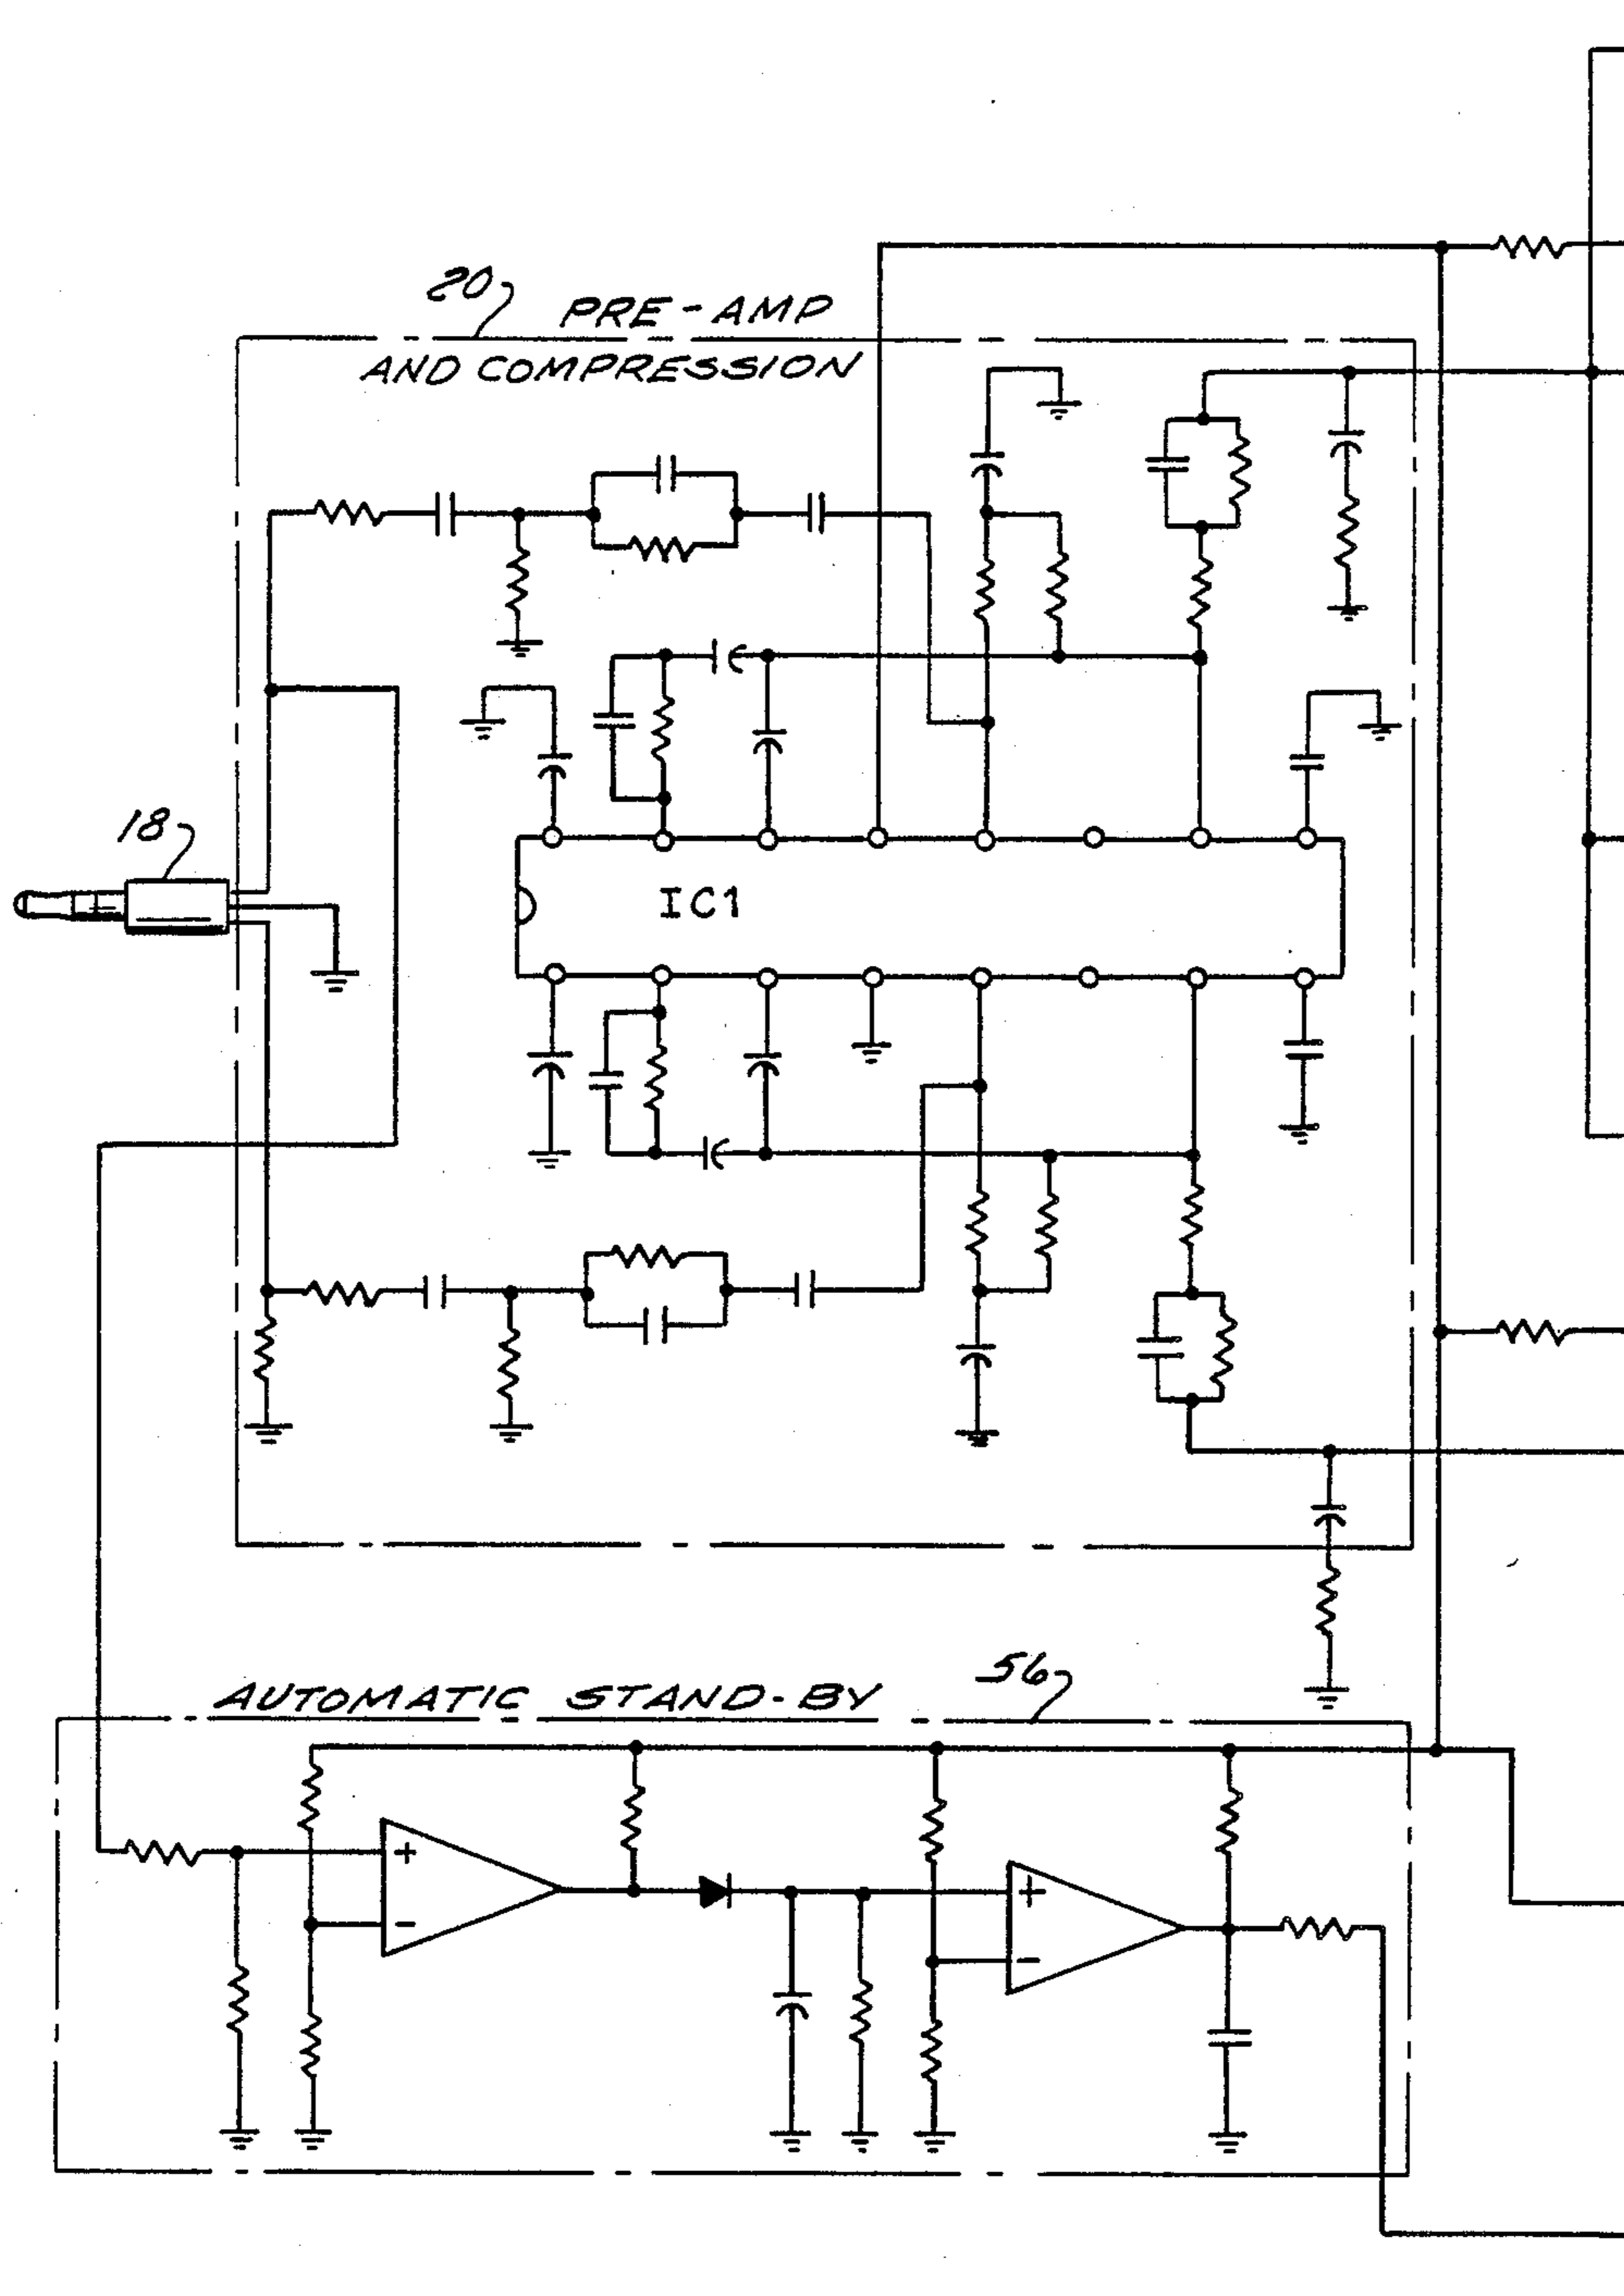 20
PRE-AMP
AND COMPRESSION
18
IC1
56
AUTOMATIC STAND-BY
+
-
+
-